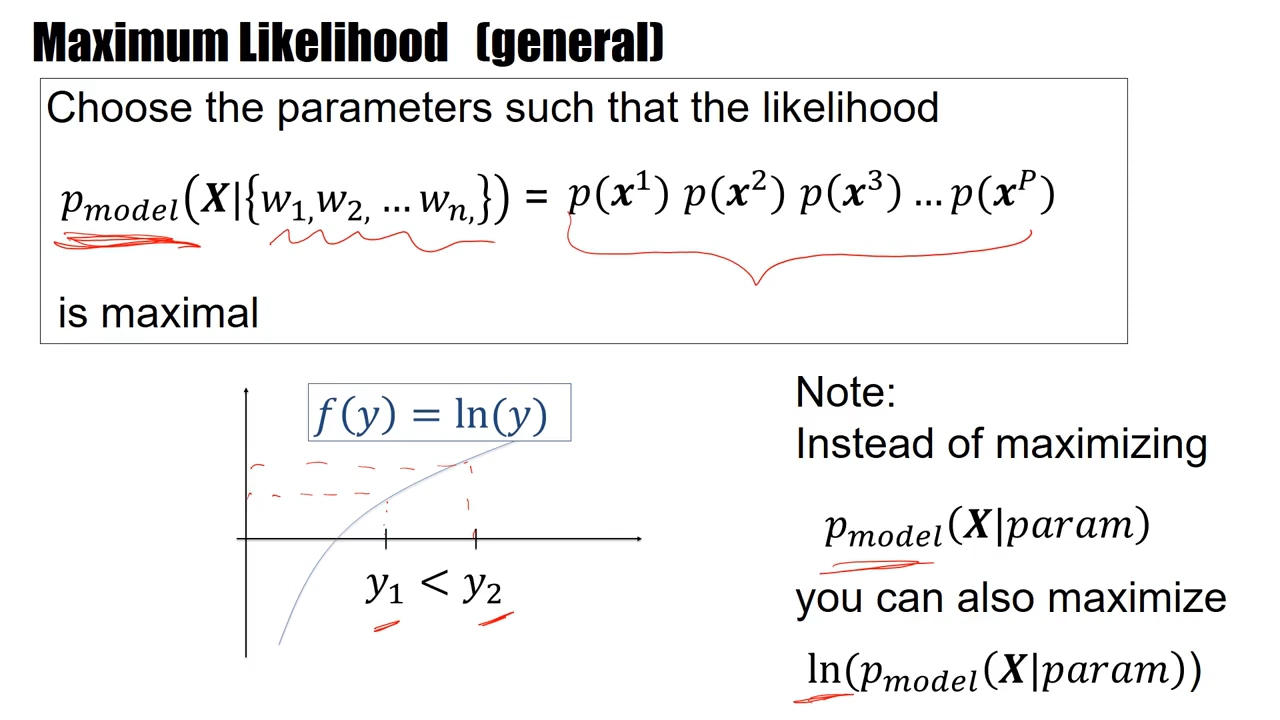 Maximum Likelihood (general)
Choose the parameters such that the likelihood
p_model(X|{w_1, w_2, … w_n,}) = p(x^1) p(x^2) p(x^3) … p(x^P)
is maximal
f(y) = ln(y)
y_1 < y_2
Note:
Instead of maximizing
p_model(X|param)
you can also maximize
ln(p_model(X|param))